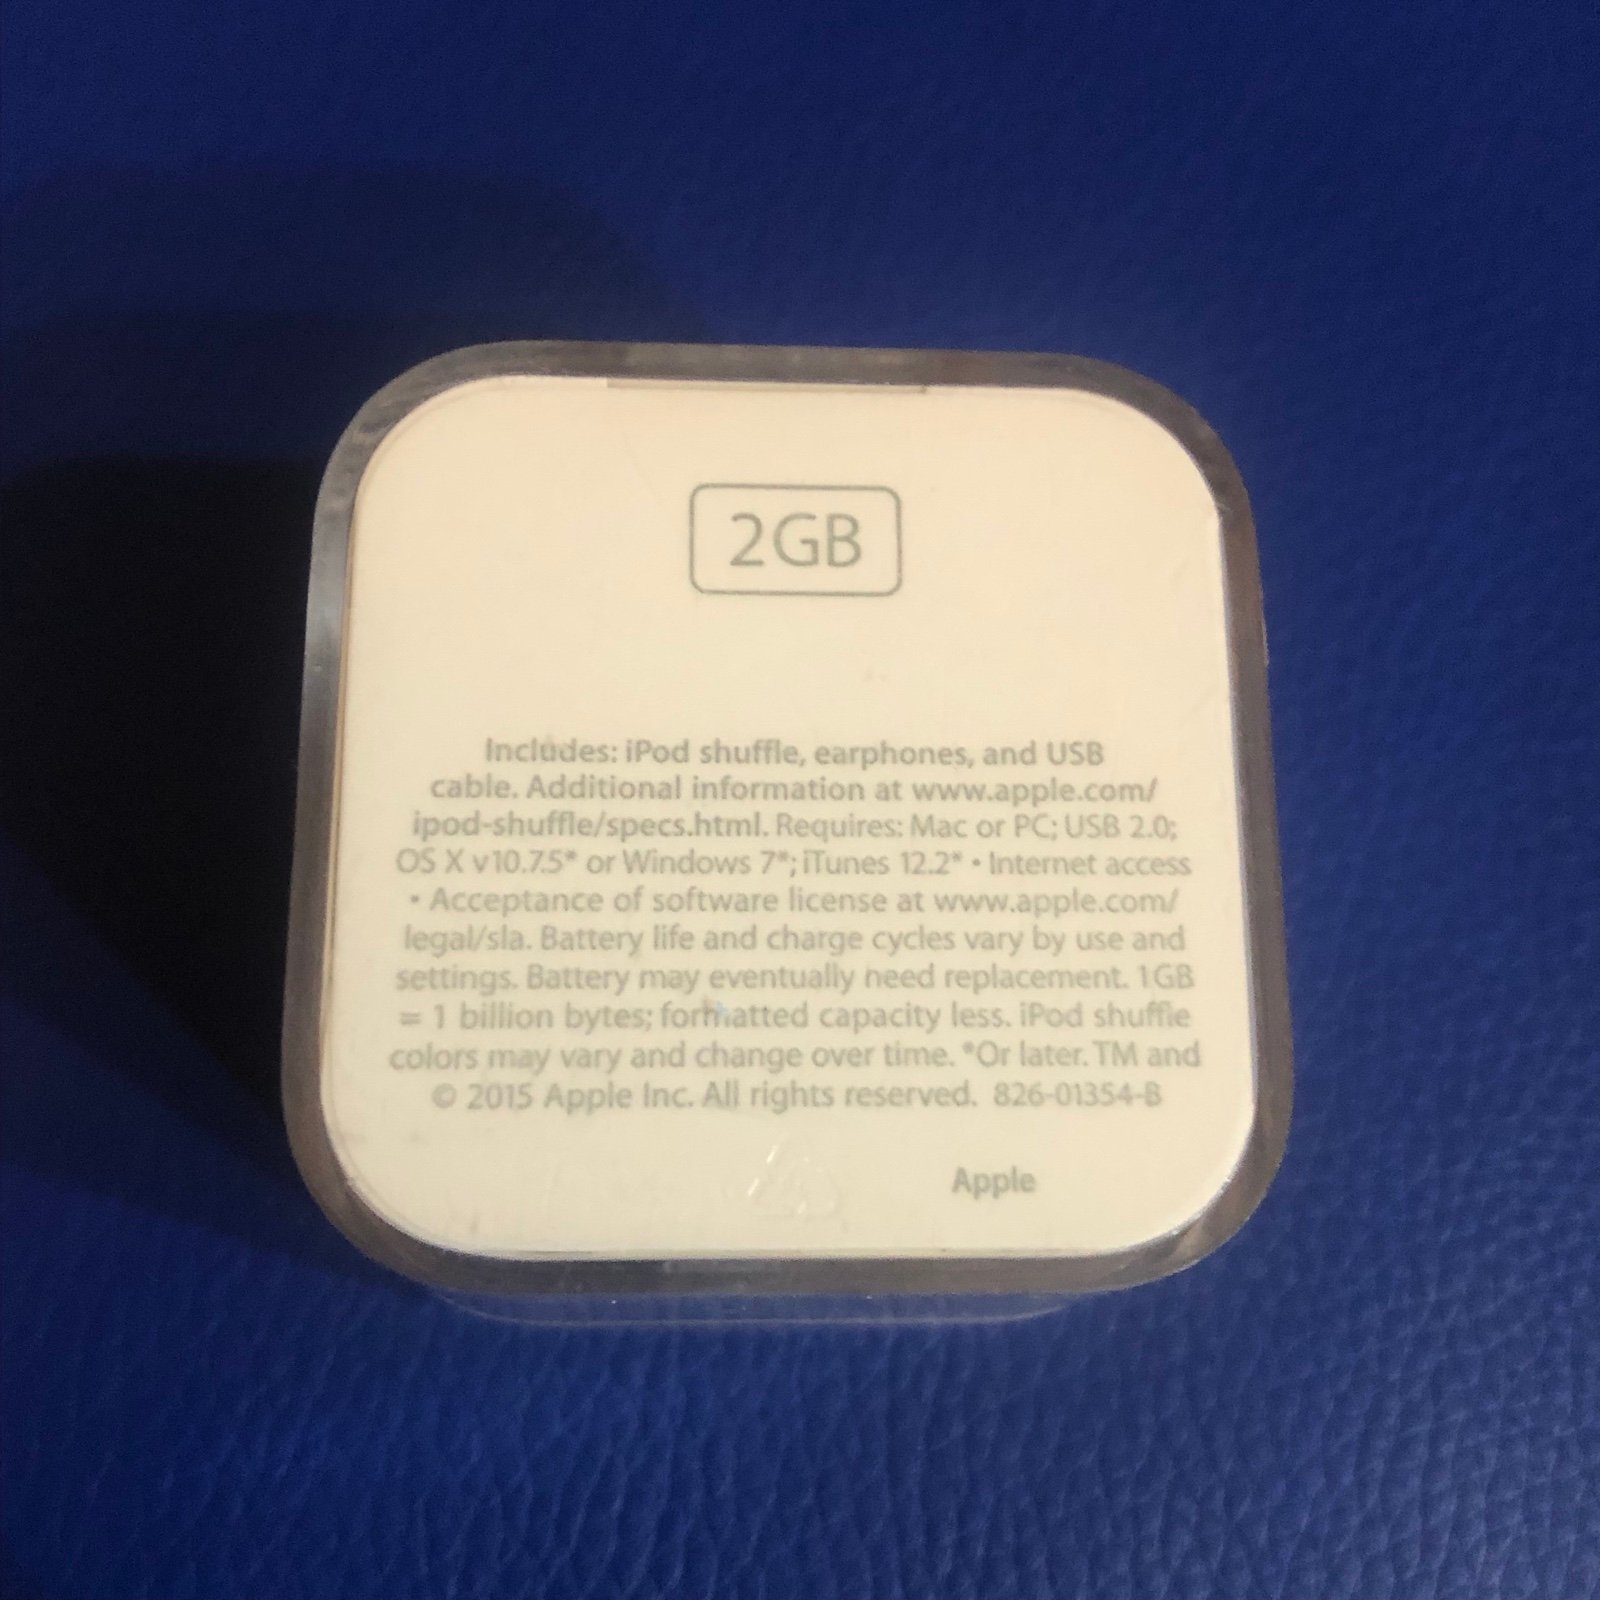 2GB
Includes: iPod shuffle, earphones, and USB
cable. Additional information at www.apple.com/
ipod-shuffle/specs.html. Requires: Mac or PC; USB 2.0;
OS X v10.7.5* or Windows 7*; iTunes 12.2* • Internet access
• Acceptance of software license at www.apple.com/
legal/sla. Battery life and charge cycles vary by use and
settings. Battery may eventually need replacement. 1GB
= 1 billion bytes; formatted capacity less. iPod shuffle
colors may vary and change over time. *Or later. TM and
© 2015 Apple Inc. All rights reserved. 826-01354-B
Apple